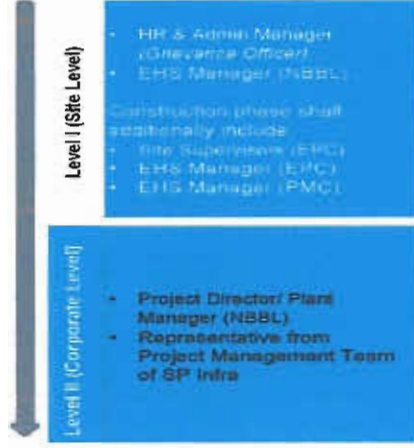 Level I (Site Level)
• HR & Admin Manager
(Grievance Officer)
• EHS Manager (NBBL)
Construction phase shall
additionally include
• Site Supervisors (EPC)
• EHS Manager (EPC)
• EHS Manager (PMC)
Level II (Corporate Level)
• Project Director/ Plant
Manager (NBBL)
• Representative from
Project Management Team
of SP Infra